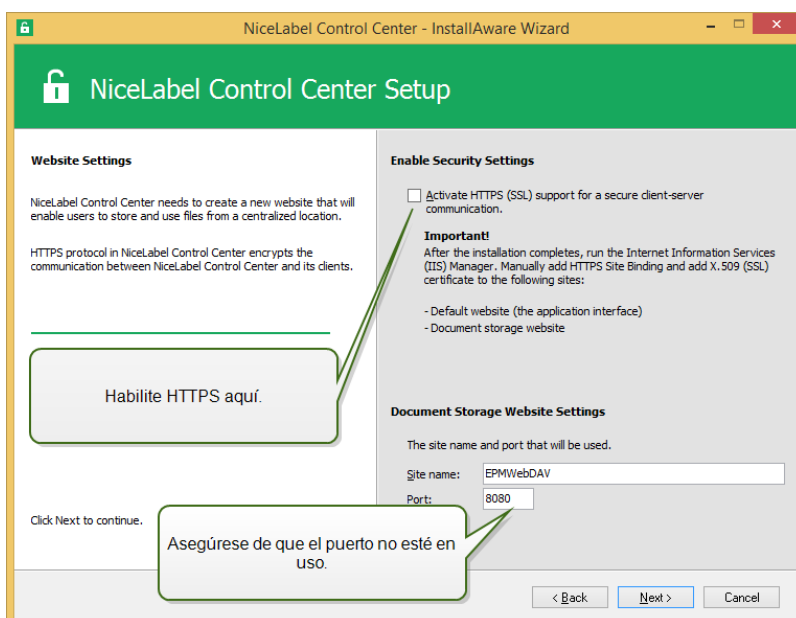 NiceLabel Control Center - InstallAware Wizard
NiceLabel Control Center Setup
Website Settings
NiceLabel Control Center needs to create a new website that will
enable users to store and use files from a centralized location.
HTTPS protocol in NiceLabel Control Center encrypts the
communication between NiceLabel Control Center and its clients.
Habilite HTTPS aquí.
Click Next to continue.
Enable Security Settings
Activate HTTPS (SSL) support for a secure client-server
communication.
Important!
After the installation completes, run the Internet Information Services
(IIS) Manager. Manually add HTTPS Site Binding and add X.509 (SSL)
certificate to the following sites:
- Default website (the application interface)
- Document storage website
Document Storage Website Settings
The site name and port that will be used.
Site name: EPMWebDAV
Port: 8080
Asegúrese de que el puerto no esté en
uso.
< Back Next > Cancel